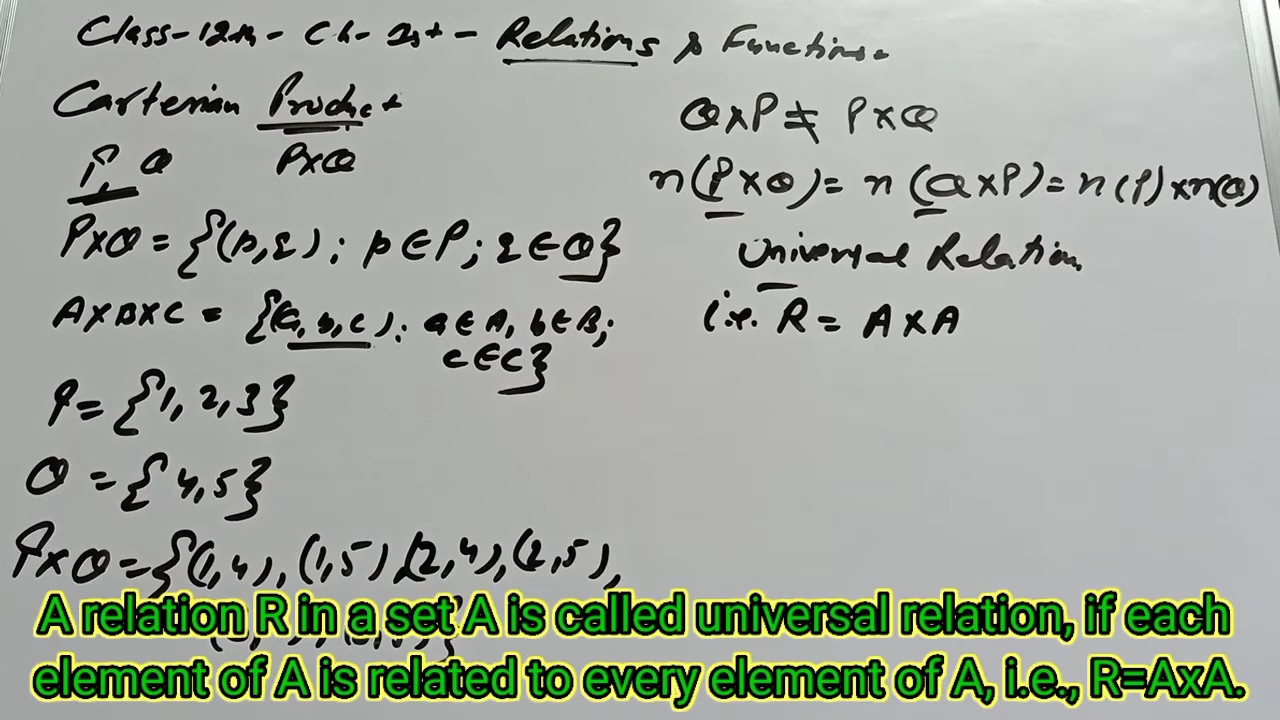 Class-12th - Ch-1st - Relations & Functions.
Cartesian Product
P, Q P×Q
P×Q = {(p,q); p∈P; q∈Q}
A×B×C = {(a, b, c); a∈A, b∈B;
c∈C}
P = {1, 2, 3}
Q = {4, 5}
P×Q = {(1,4), (1,5), (2,4), (2,5),
Q×P ≠ P×Q
n(P×Q) = n(Q×P) = n(P)×n(Q)
Universal Relation
i.e. R = A×A
A relation R in a set A is called universal relation, if each
element of A is related to every element of A, i.e., R=AxA.